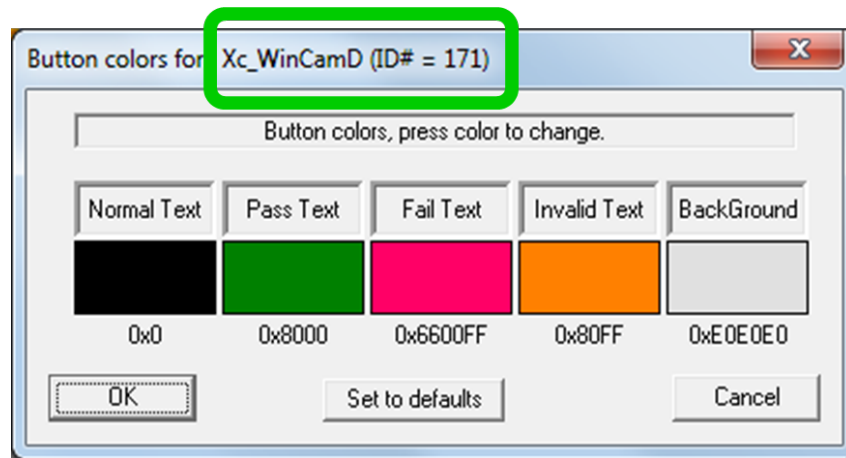 Button colors for Xc_WinCamD (ID# = 171)
Button colors, press color to change.
Normal Text Pass Text Fail Text Invalid Text BackGround
0x0 0x8000 0x6600FF 0x80FF 0xE0E0E0
OK Set to defaults Cancel